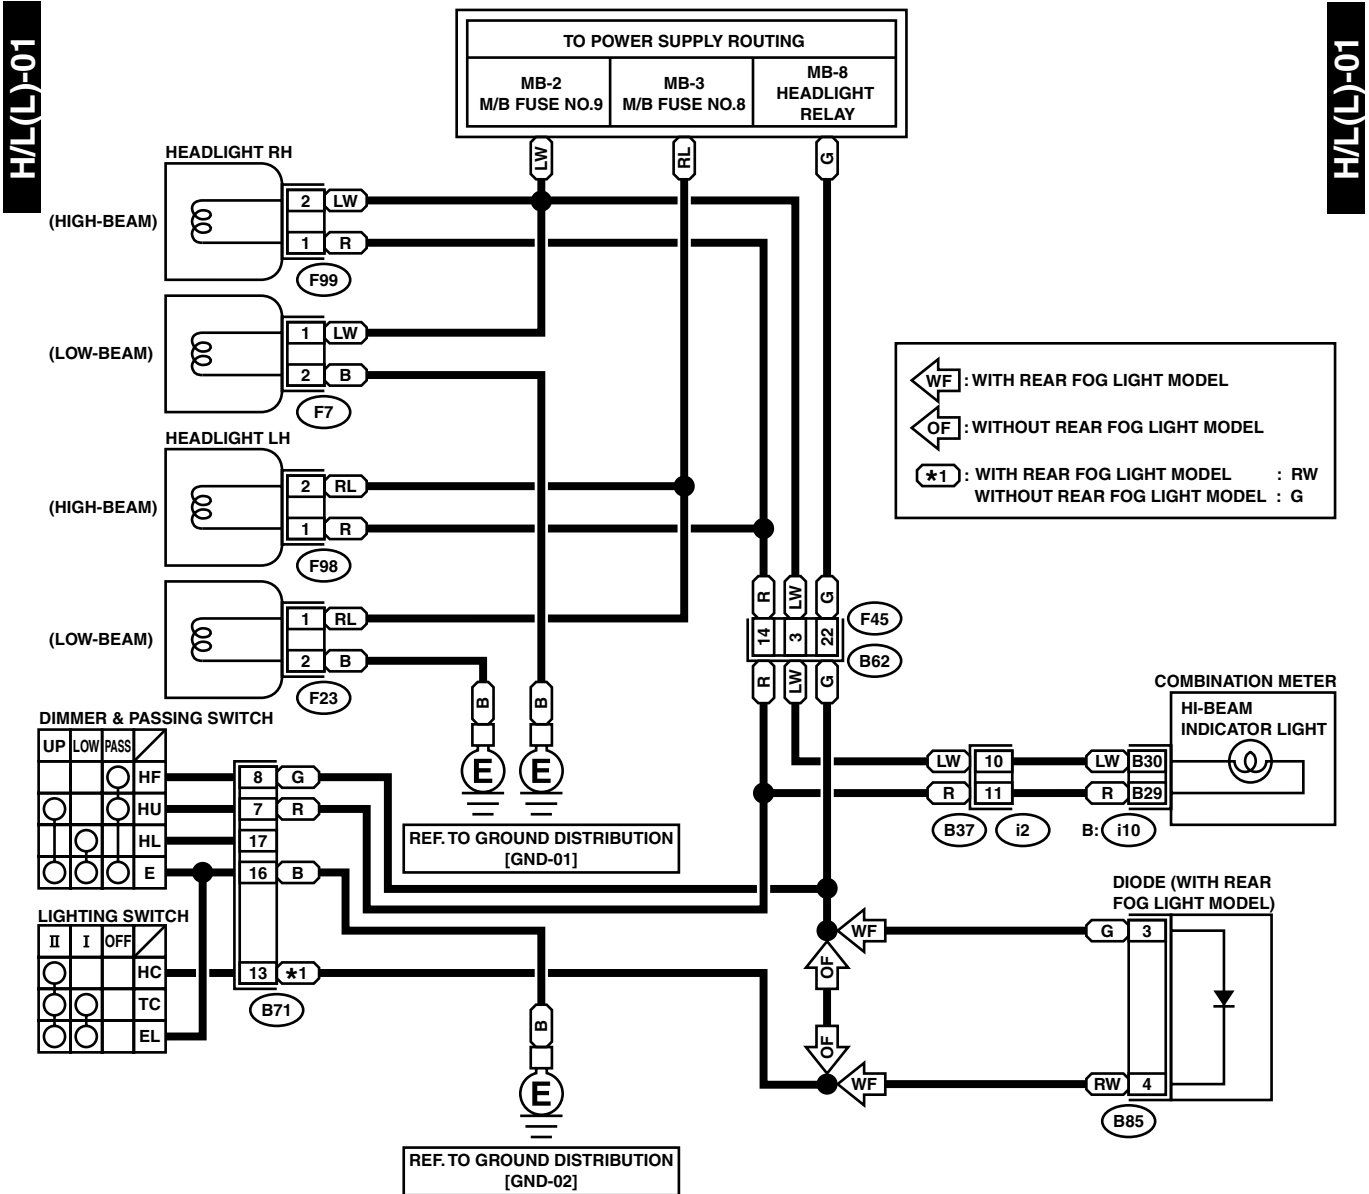 H/L(L)-01
H/L(L)-01
TO POWER SUPPLY ROUTING
MB-2
M/B FUSE NO.9
MB-3
M/B FUSE NO.8
MB-8
HEADLIGHT
RELAY
LW
RL
G
HEADLIGHT RH
(HIGH-BEAM)
2 LW
1 R
F99
(LOW-BEAM)
1 LW
2 B
F7
WF : WITH REAR FOG LIGHT MODEL
OF : WITHOUT REAR FOG LIGHT MODEL
*1 : WITH REAR FOG LIGHT MODEL : RW
WITHOUT REAR FOG LIGHT MODEL : G
HEADLIGHT LH
(HIGH-BEAM)
2 RL
1 R
F98
(LOW-BEAM)
1 RL
2 B
F23
R LW G
14 3 22
F45
B62
R LW G
B B
E E
REF. TO GROUND DISTRIBUTION
[GND-01]
COMBINATION METER
HI-BEAM
INDICATOR LIGHT
LW 10 LW B30
R 11 R B29
B37 i2 B: i10
DIMMER & PASSING SWITCH
UP LOW PASS
HF 8 G
HU 7 R
HL 17
E 16 B
LIGHTING SWITCH
II I OFF
HC 13 *1
TC
EL
B71
DIODE (WITH REAR
FOG LIGHT MODEL)
WF G 3
OF
OF
WF RW 4
B85
B
E
REF. TO GROUND DISTRIBUTION
[GND-02]